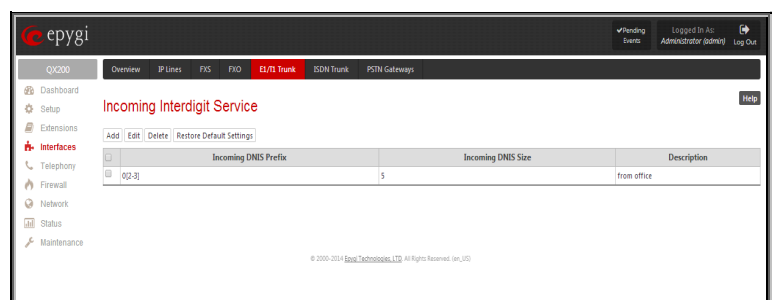 epygi
✔Pending Events
Logged In As: Administrator (admin)
Log Out
QX200
Overview IP Lines FXS FXO E1/T1 Trunk ISDN Trunk PSTN Gateways
Dashboard
Setup
Extensions
Interfaces
Telephony
Firewall
Network
Status
Maintenance
Incoming Interdigit Service
Help
Add Edit Delete Restore Default Settings
Incoming DNIS Prefix Incoming DNIS Size Description
0[2-3] 5 from office
© 2000-2014 Epygi Technologies, LTD. All Rights Reserved. (en_US)